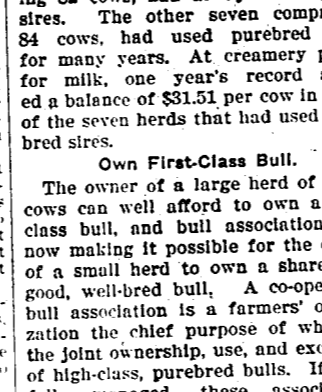 sires. The other seven comp
84 cows, had used purebred
for many years. At creamery
for milk, one year's record
ed a balance of $31.51 per cow in
of the seven herds that had used
bred sires.
Own First-Class Bull.
The owner of a large herd of
cows can well afford to own a
class bull, and bull association
now making it possible for the
of a small herd to own a share
good, well-bred bull. A co-ope
bull association is a farmers' o
zation the chief purpose of wh
the joint ownership, use, and exc
of high-class, purebred bulls. If
these assoc